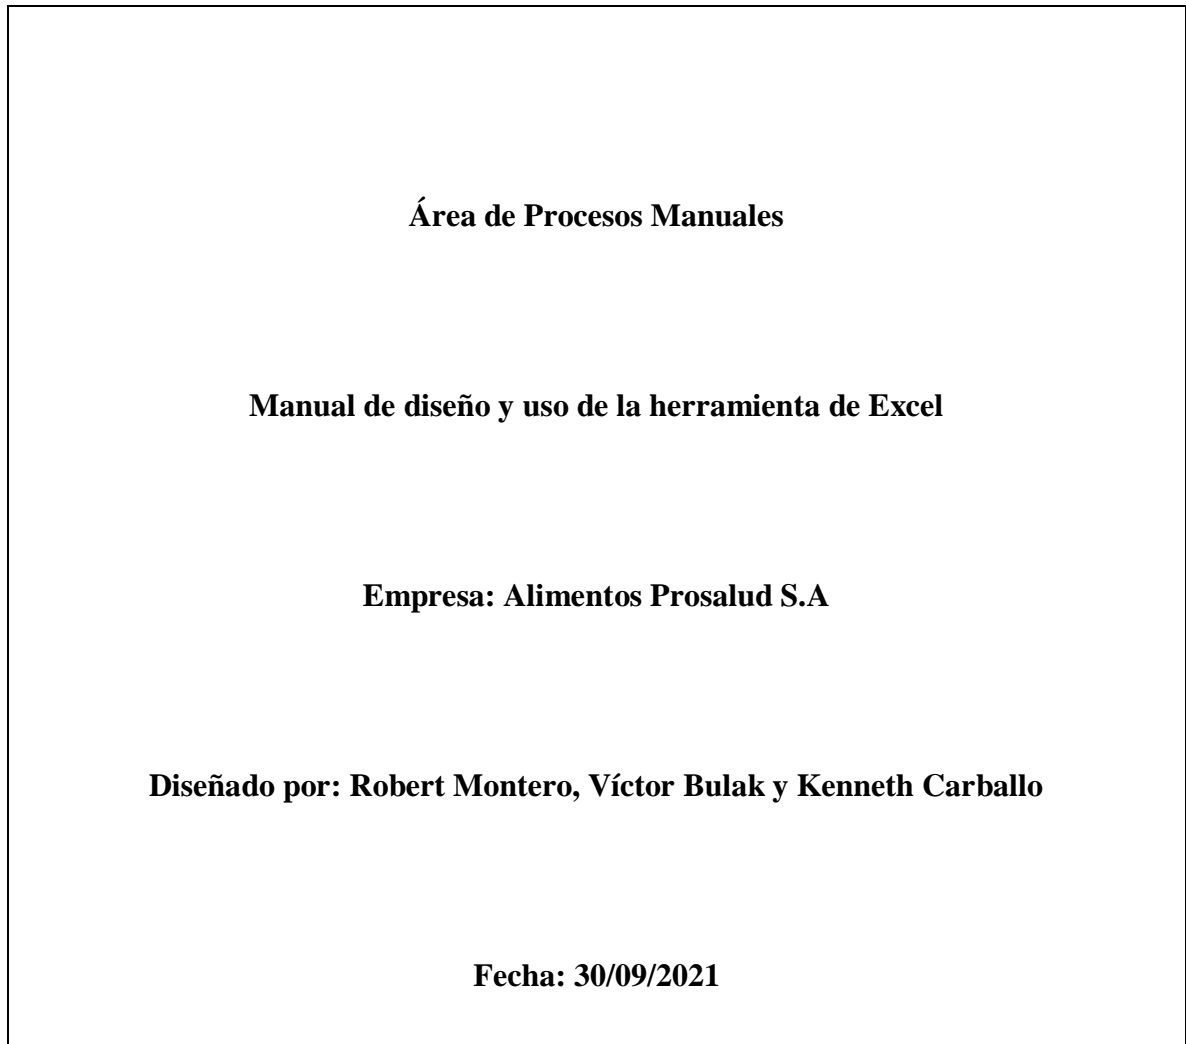 Área de Procesos Manuales
Manual de diseño y uso de la herramienta de Excel
Empresa: Alimentos Prosalud S.A
Diseñado por: Robert Montero, Víctor Bulak y Kenneth Carballo
Fecha: 30/09/2021